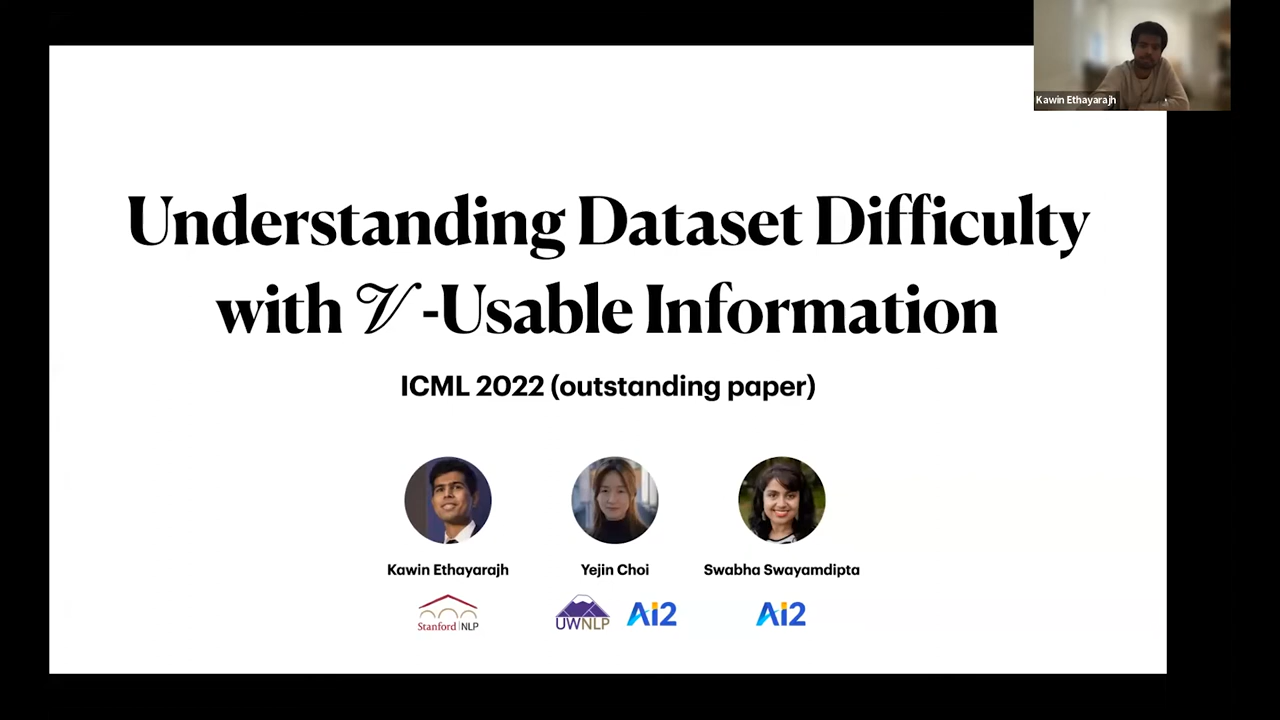 Kawin Ethayarajh
Understanding Dataset Difficulty
with 𝒱-Usable Information
ICML 2022 (outstanding paper)
Kawin Ethayarajh
Yejin Choi
Swabha Swayamdipta
Stanford NLP
UWNLP
Ai2
Ai2